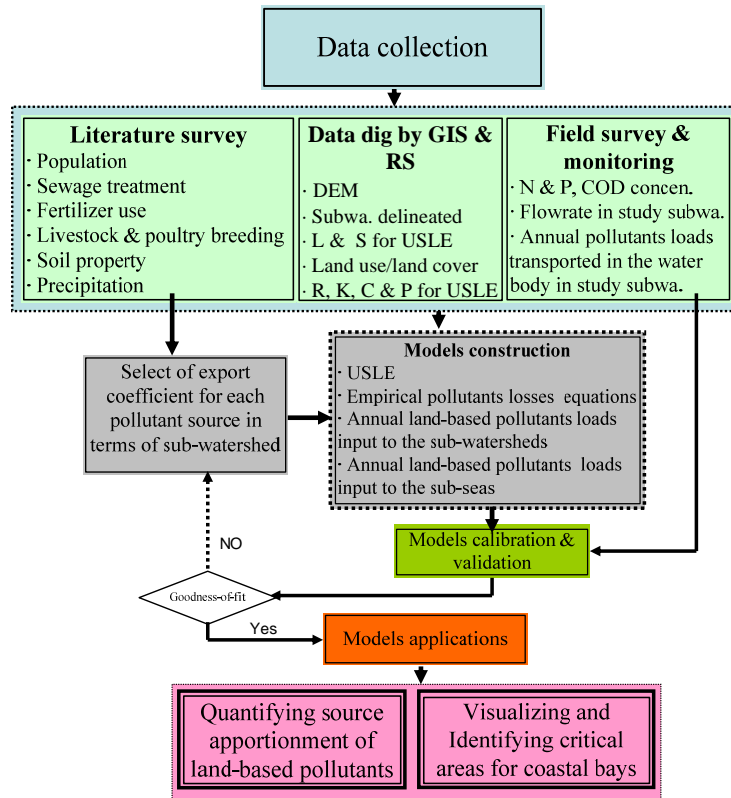 Data collection
Literature survey
· Population
· Sewage treatment
· Fertilizer use
· Livestock & poultry breeding
· Soil property
· Precipitation
Data dig by GIS &
RS
· DEM
· Subwa. delineated
· L & S for USLE
· Land use/land cover
· R, K, C & P for USLE
Field survey &
monitoring
· N & P, COD concen.
· Flowrate in study subwa.
· Annual pollutants loads
transported in the water
body in study subwa.
Select of export
coefficient for each
pollutant source in
terms of sub-watershed
Models construction
· USLE
· Empirical pollutants losses equations
· Annual land-based pollutants loads
input to the sub-watersheds
· Annual land-based pollutants loads
input to the sub-seas
Models calibration &
validation
NO
Goodness-of-fit
Yes
Models applications
Quantifying source
apportionment of
land-based pollutants
Visualizing and
Identifying critical
areas for coastal bays